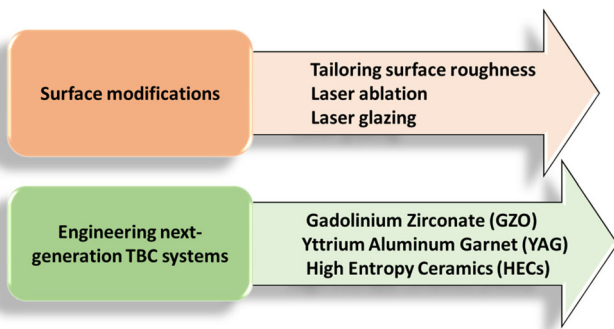 Surface modifications
Tailoring surface roughness
Laser ablation
Laser glazing
Engineering next-
generation TBC systems
Gadolinium Zirconate (GZO)
Yttrium Aluminum Garnet (YAG)
High Entropy Ceramics (HECs)